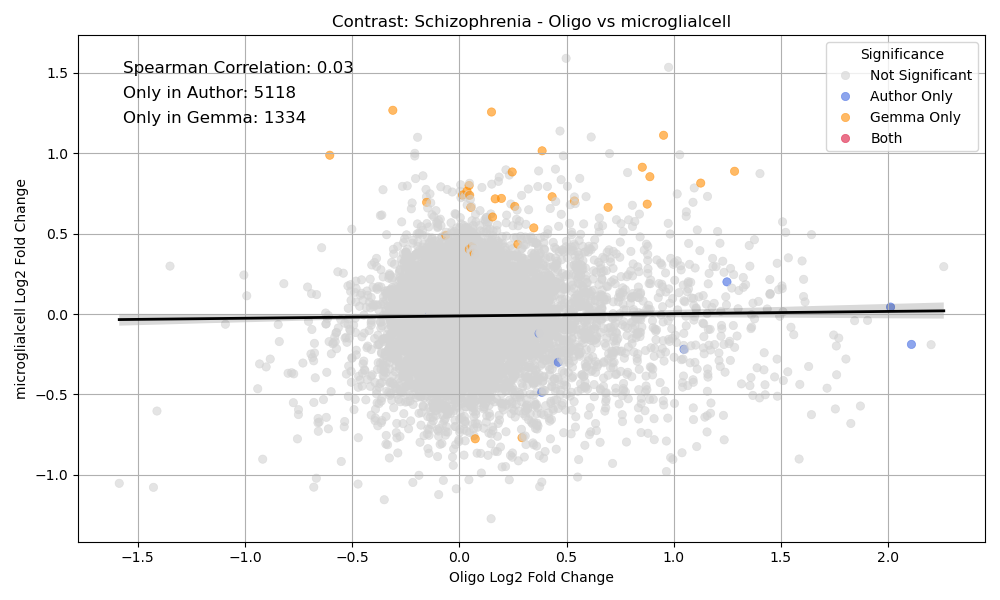 Contrast: Schizophrenia - Oligo vs microglialcell
Spearman Correlation: 0.03
Only in Author: 5118
Only in Gemma: 1334
Significance
Not Significant
Author Only
Gemma Only
Both
microglialcell Log2 Fold Change
1.5
1.0
0.5
0.0
−0.5
−1.0
−1.5
−1.0
−0.5
0.0
0.5
1.0
1.5
2.0
Oligo Log2 Fold Change